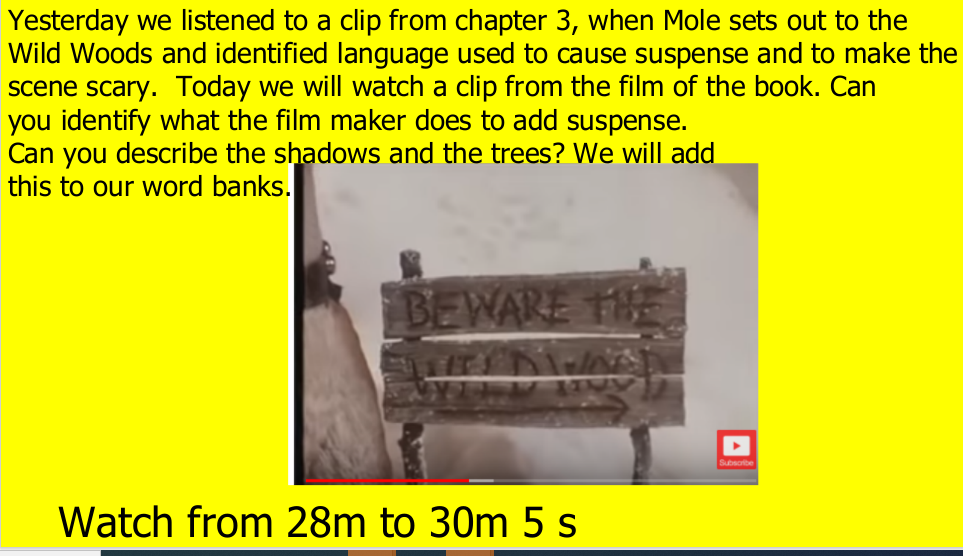 Yesterday we listened to a clip from chapter 3, when Mole sets out to the
Wild Woods and identified language used to cause suspense and to make the
scene scary.  Today we will watch a clip from the film of the book. Can
you identify what the film maker does to add suspense.
Can you describe the shadows and the trees? We will add
this to our word banks.
BEWARE THE
WILD WOOD
Subscribe
Watch from 28m to 30m 5 s